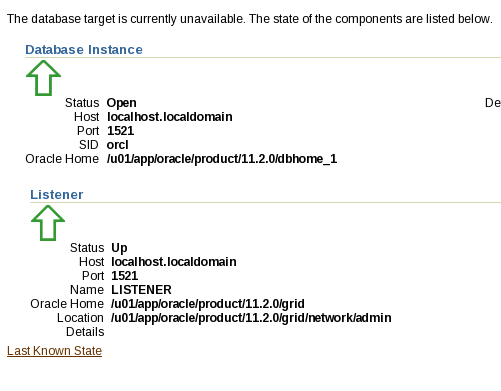 The database target is currently unavailable. The state of the components are listed below.
Database Instance
Status Open
De
Host localhost.localdomain
Port 1521
SID orcl
Oracle Home /u01/app/oracle/product/11.2.0/dbhome_1
Listener
Status Up
Host localhost.localdomain
Port 1521
Name LISTENER
Oracle Home /u01/app/oracle/product/11.2.0/grid
Location /u01/app/oracle/product/11.2.0/grid/network/admin
Details
Last Known State